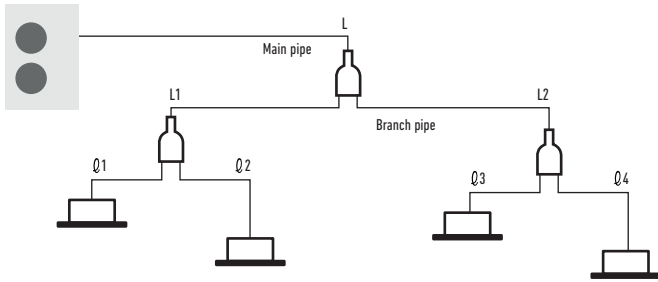 L
Main pipe
L1
L2
Branch pipe
ℓ1
ℓ2
ℓ3
ℓ4